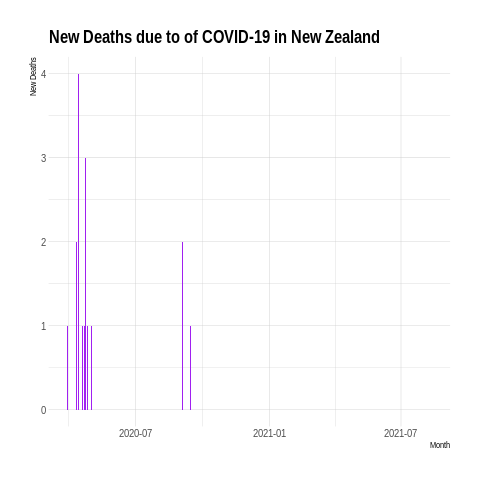 New Deaths due to of COVID-19 in New Zealand
New Deaths
4
3
2
1
0
2020-07
2021-01
2021-07
Month